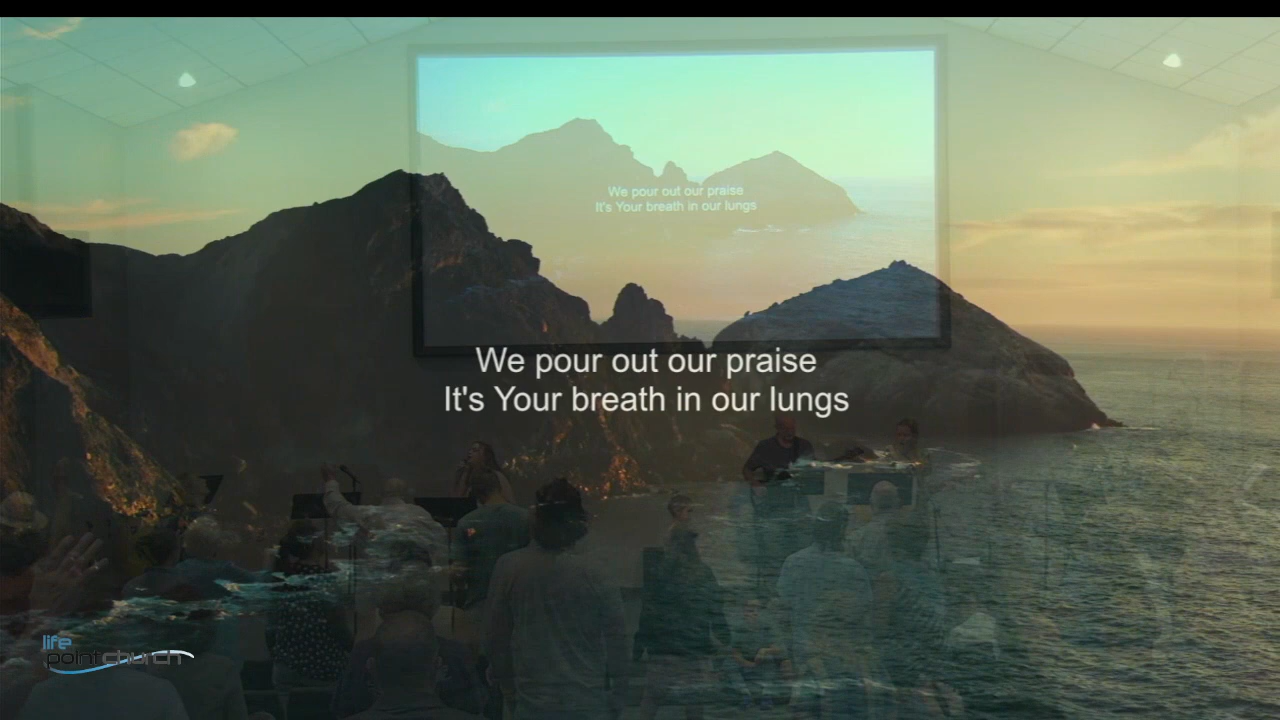 We pour out our praise
It's Your breath in our lungs
We pour out our praise
It's Your breath in our lungs
life
point church